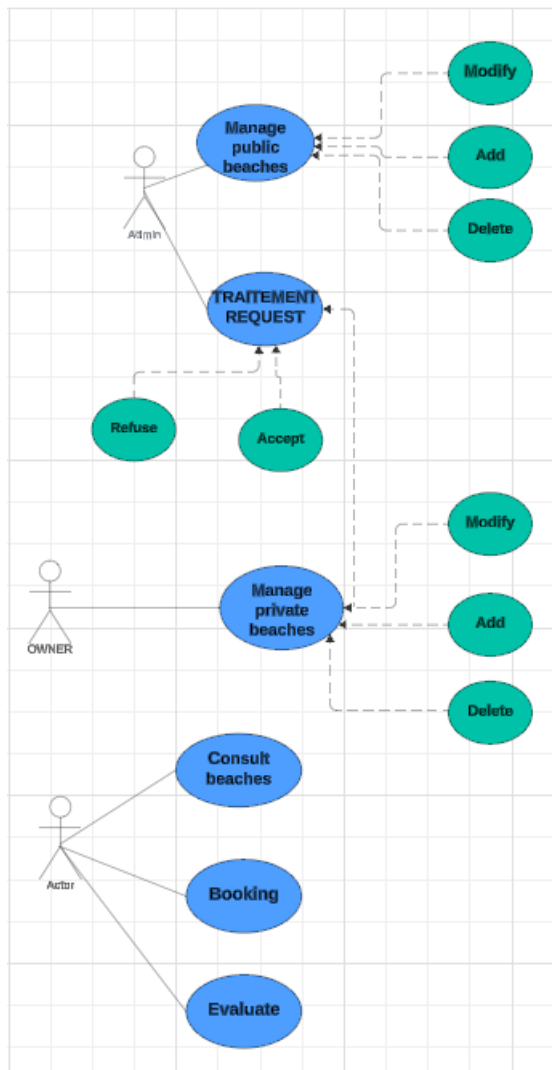 Modify
Manage
public
beaches
Add
Admin
Delete
TRAITEMENT
REQUEST
Refuse
Accept
Modify
Manage
private
beaches
Add
OWNER
Delete
Consult
beaches
Actor
Booking
Evaluate